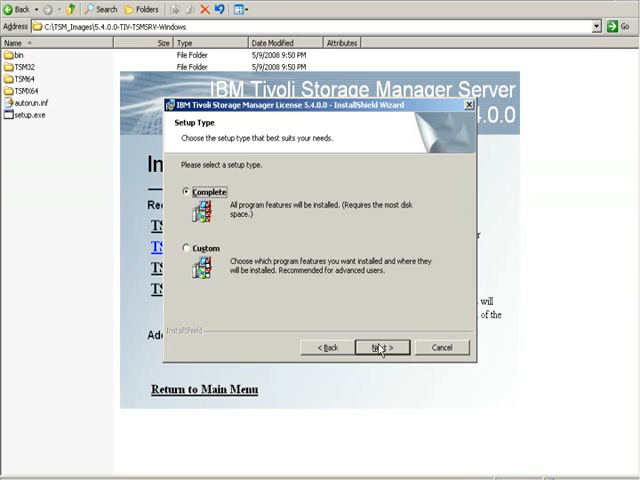 Back Search Folders
Address C:\TSM_Images\5.4.0.0-TIV-TSMSRV-Windows Go
Name Size Type Date Modified Attributes
bin File Folder 5/9/2008 9:50 PM
TSM32 File Folder 5/9/2008 9:50 PM
TSM64
TSMX64
autorun.inf
setup.exe
IBM Tivoli Storage Manager Server
.4.0.0
IBM Tivoli Storage Manager License 5.4.0.0 - InstallShield Wizard
Setup Type
Choose the setup type that best suits your needs.
Please select a setup type.
Complete
All program features will be installed. (Requires the most disk
space.)
Custom
Choose which program features you want installed and where they
will be installed. Recommended for advanced users.
InstallShield
< Back Next > Cancel
will
of the
Return to Main Menu